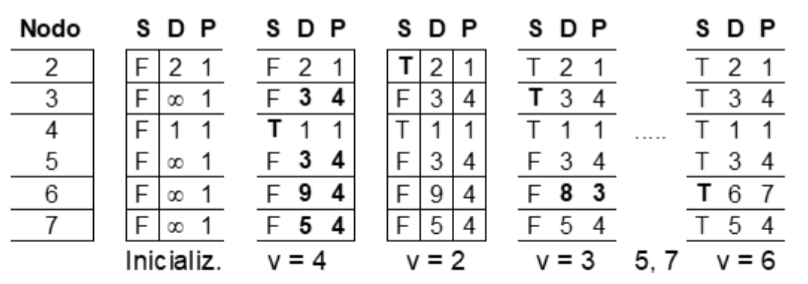 Nodo S D P S D P S D P S D P S D P
2 F 2 1 F 2 1 T 2 1 T 2 1 T 2 1
3 F ∞ 1 F 3 4 F 3 4 T 3 4 T 3 4
4 F 1 1 T 1 1 T 1 1 T 1 1 ..... T 1 1
5 F ∞ 1 F 3 4 F 3 4 F 3 4 T 3 4
6 F ∞ 1 F 9 4 F 9 4 F 8 3 T 6 7
7 F ∞ 1 F 5 4 F 5 4 F 5 4 T 5 4
Inicializ. v = 4 v = 2 v = 3 5, 7 v = 6